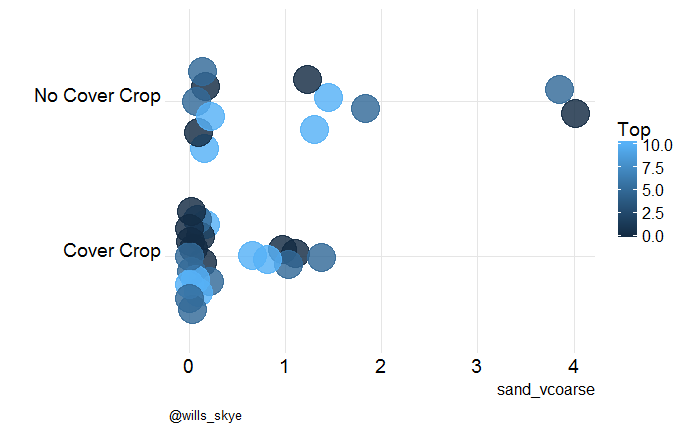 No Cover Crop
Cover Crop
0 1 2 3 4
sand_vcoarse
@wills_skye
Top
10.0
7.5
5.0
2.5
0.0